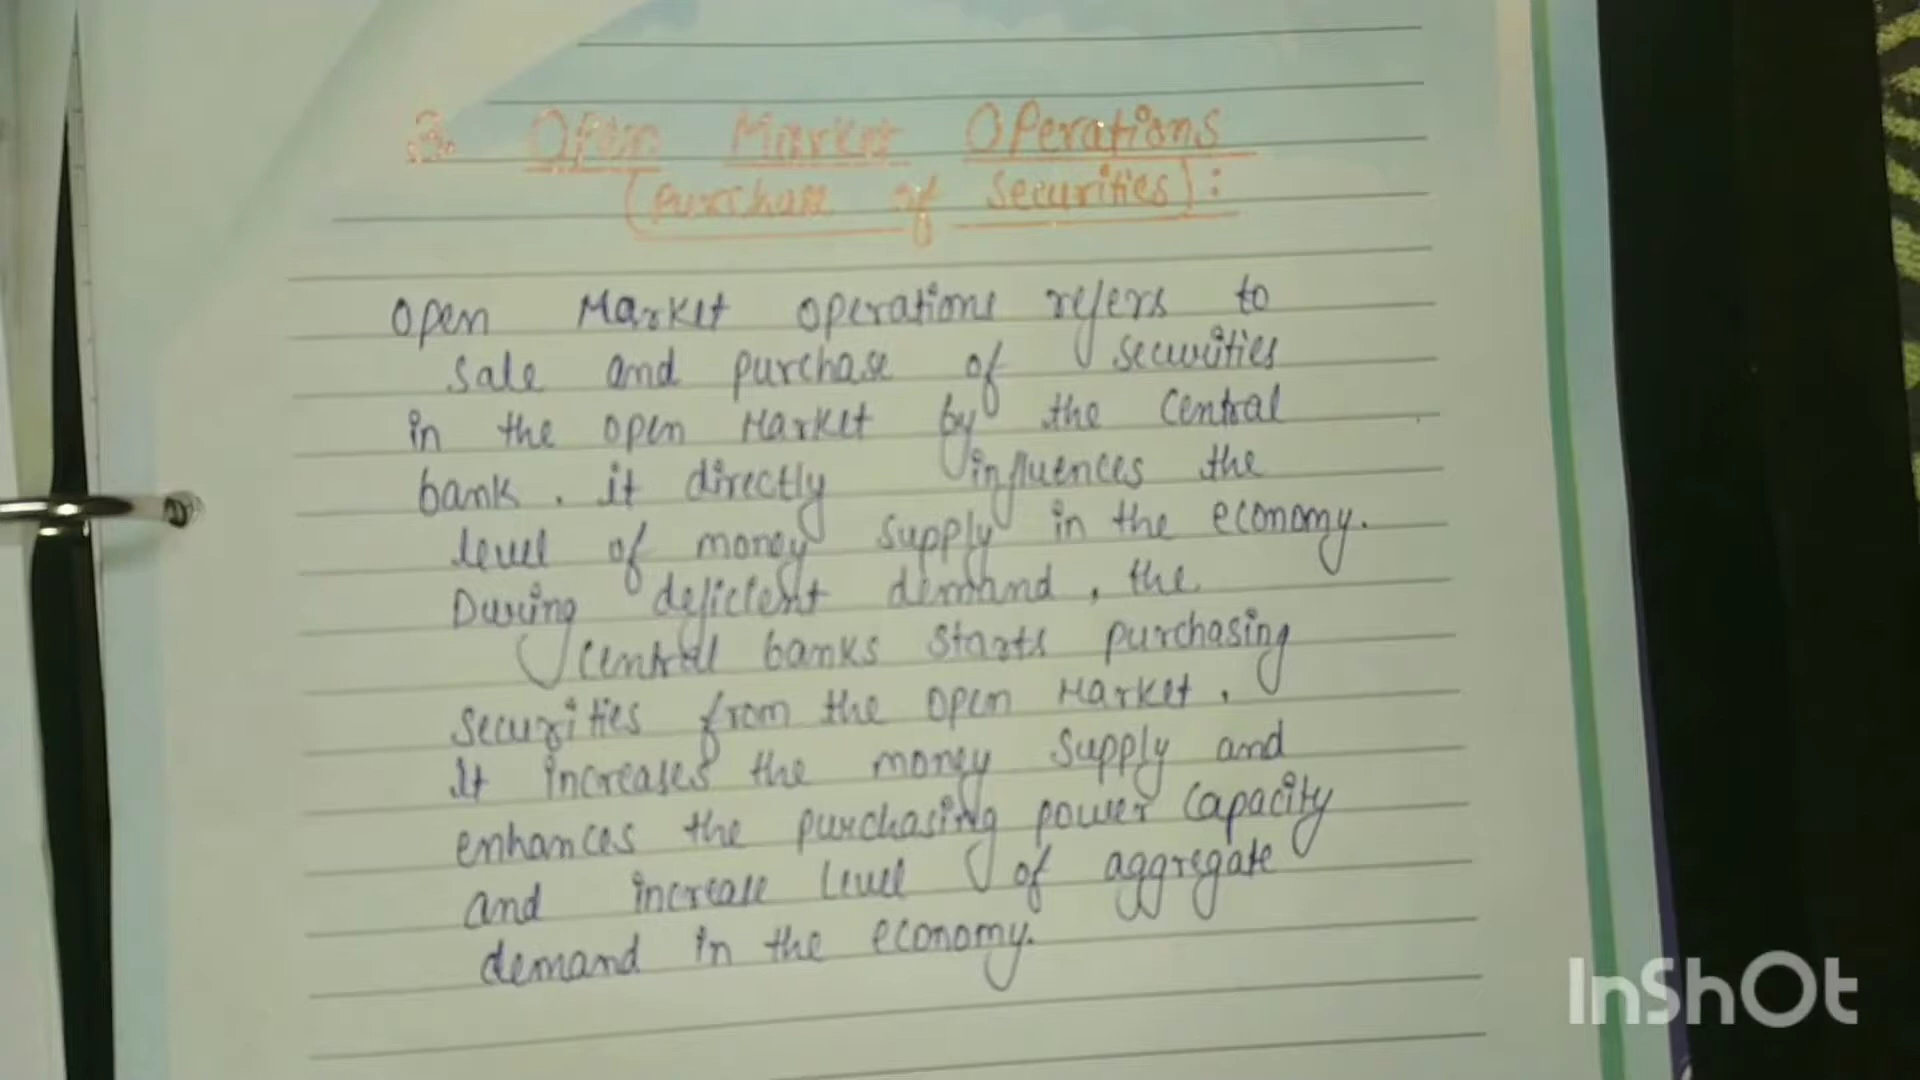 3. Open Market Operations
(purchase of securities):
Open Market operations refers to
sale and purchase of securities
in the open Market by the central
bank. it directly influences the
level of money supply in the economy.
During deficient demand, the
central banks starts purchasing
securities from the open Market.
It increases the money supply and
enhances the purchasing power capacity
and increase level of aggregate
demand in the economy.
InShOt